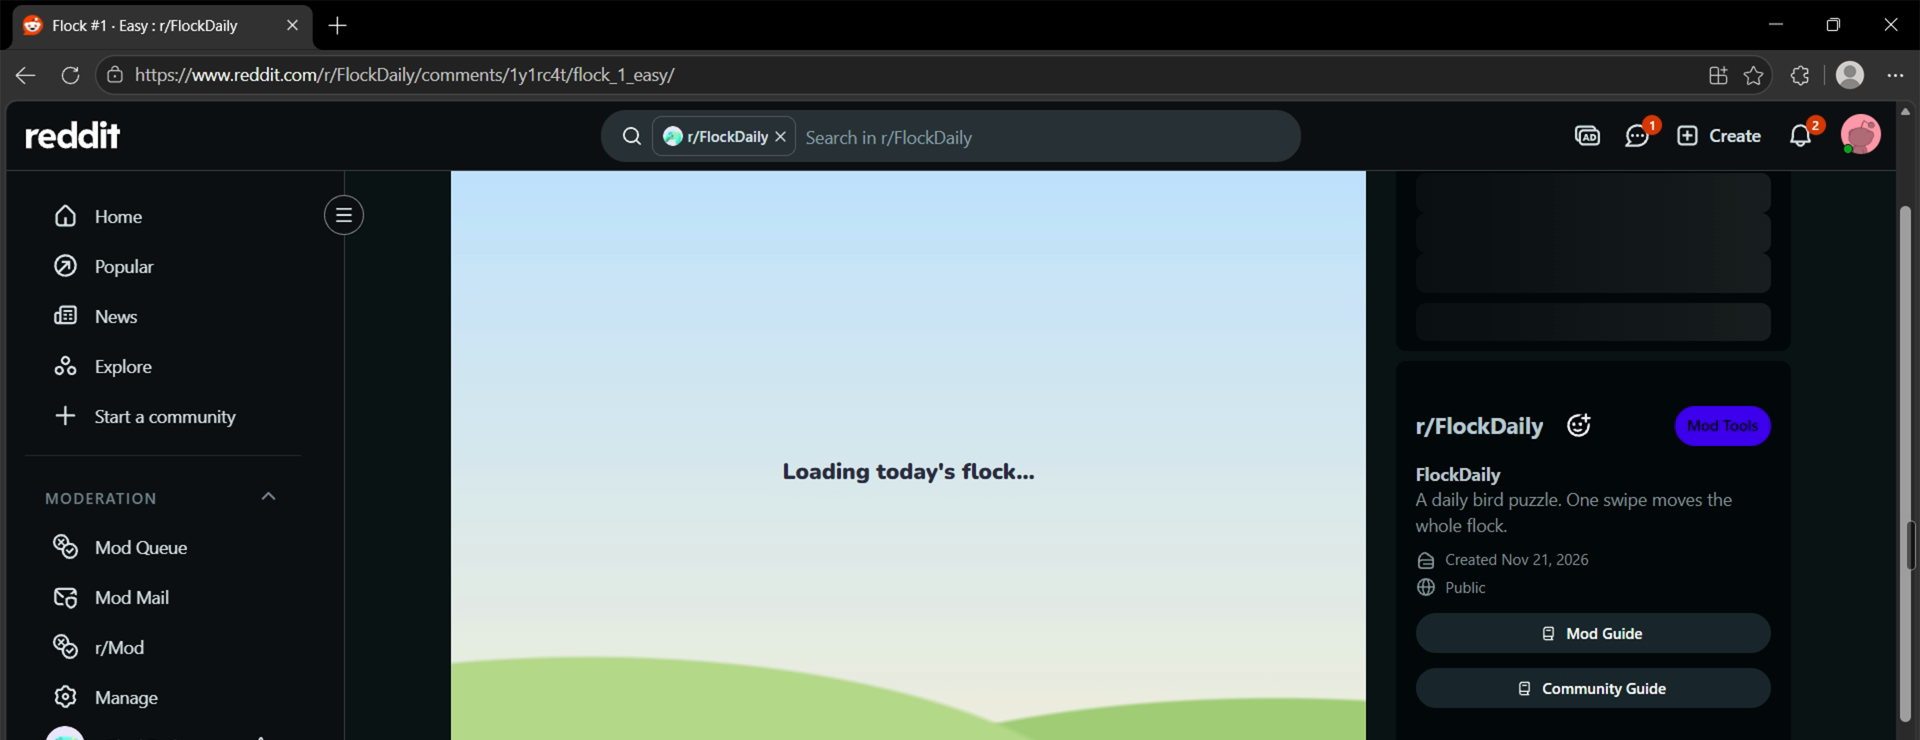 Flock #1 · Easy : r/FlockDaily
https://www.reddit.com/r/FlockDaily/comments/1y1rc4t/flock_1_easy/
reddit
r/FlockDaily
Search in r/FlockDaily
AD
1
Create
2
Home
Popular
News
Explore
Start a community
MODERATION
Mod Queue
Mod Mail
r/Mod
Manage
Loading today's flock...
r/FlockDaily
Mod Tools
FlockDaily
A daily bird puzzle. One swipe moves the
whole flock.
Created Nov 21, 2026
Public
Mod Guide
Community Guide